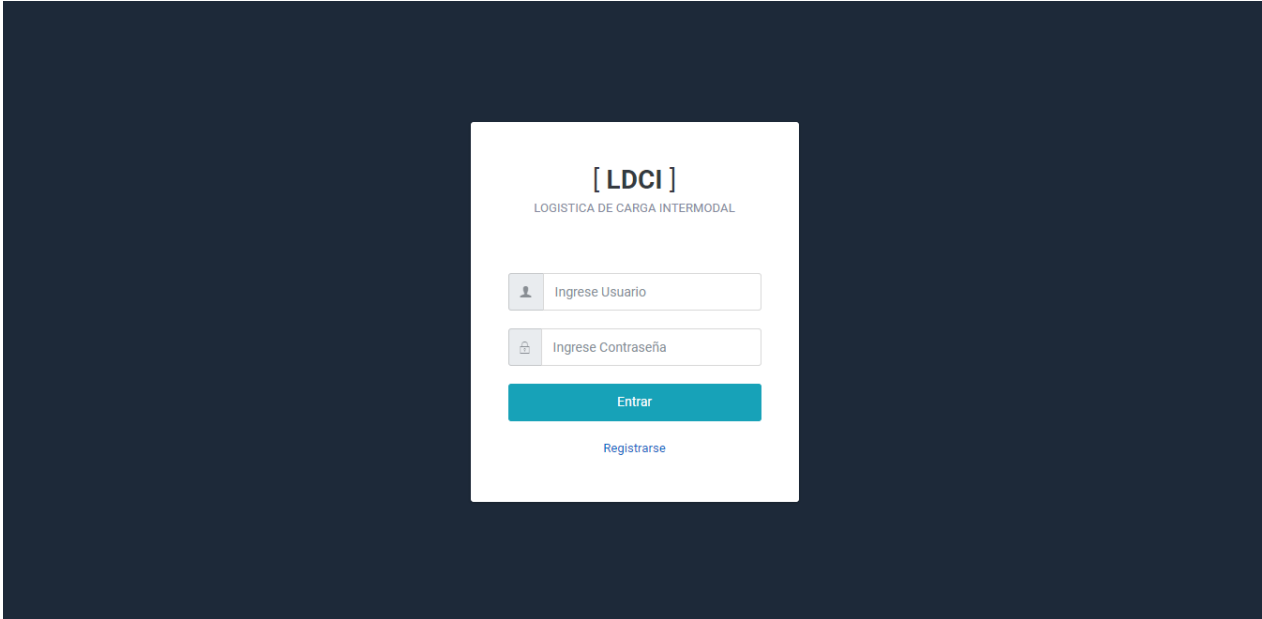 [ LDCI ]
LOGISTICA DE CARGA INTERMODAL
Ingrese Usuario
Ingrese Contraseña
Entrar
Registrarse